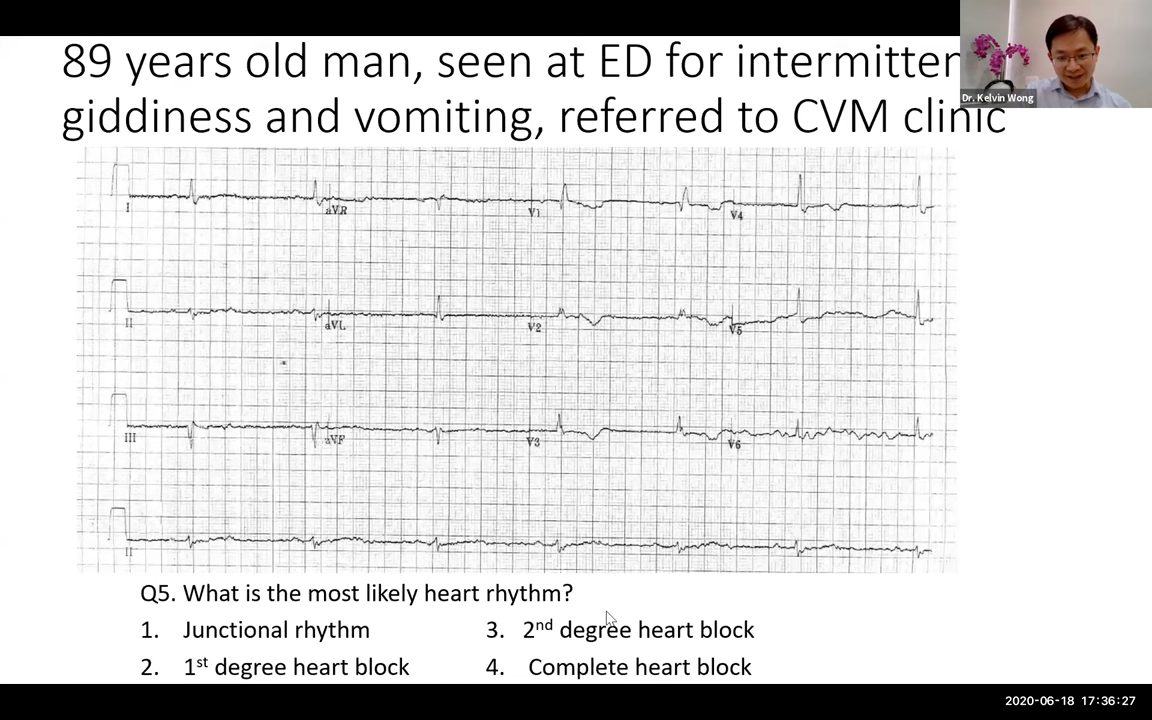 89 years old man, seen at ED for intermitten
giddiness and vomiting, referred to CVM clinic
Dr. Kelvin Wong
I
aVR
V1
V4
II
aVL
V2
V5
III
aVF
V3
V6
II
Q5. What is the most likely heart rhythm?
1. Junctional rhythm
3. 2nd degree heart block
2. 1st degree heart block
4. Complete heart block
2020-06-18 17:36:27